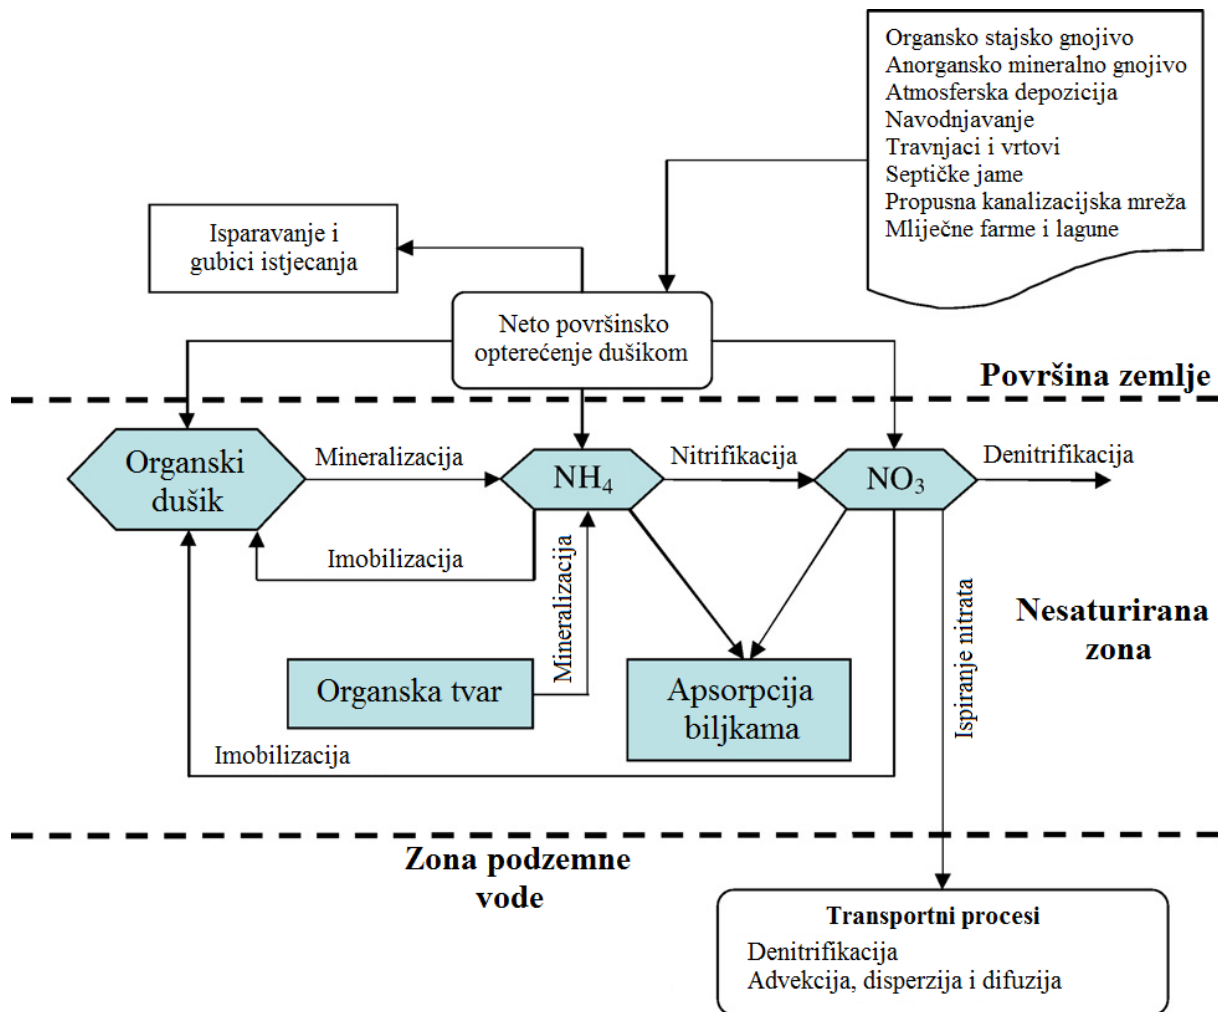 Organsko stajsko gnojivo
Anorgansko mineralno gnojivo
Atmosferska depozicija
Navodnjavanje
Travnjaci i vrtovi
Septičke jame
Propusna kanalizacijska mreža
Mliječne farme i lagune
Isparavanje i
gubici istjecanja
Neto površinsko
opterećenje dušikom
Površina zemlje
Organski
dušik
Mineralizacija
NH₄
Nitrifikacija
NO₃
Denitrifikacija
Imobilizacija
Mineralizacija
Organska tvar
Apsorpcija
biljkama
Ispiranje nitrata
Nesaturirana
zona
Imobilizacija
Zona podzemne
vode
Transportni procesi
Denitrifikacija
Advekcija, disperzija i difuzija